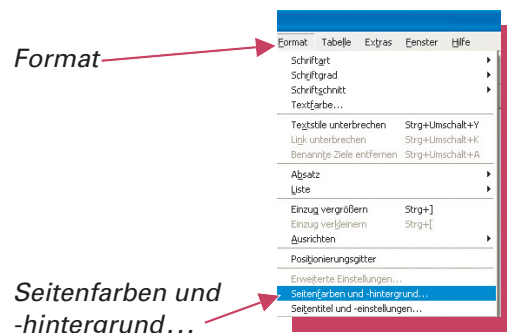 Format
Format Tabelle Extras Fenster Hilfe
Schriftart
Schriftgrad
Schriftschnitt
Textfarbe...
Textstile unterbrechen Strg+Umschalt+Y
Link unterbrechen Strg+Umschalt+K
Benannte Ziele entfernen Strg+Umschalt+A
Absatz
Liste
Einzug vergrößern Strg+]
Einzug verkleinern Strg+[
Ausrichten
Positionierungsgitter
Erweiterte Einstellungen...
Seitenfarben und -hintergrund...
Seitentitel und -einstellungen...
Seitenfarben und
-hintergrund...